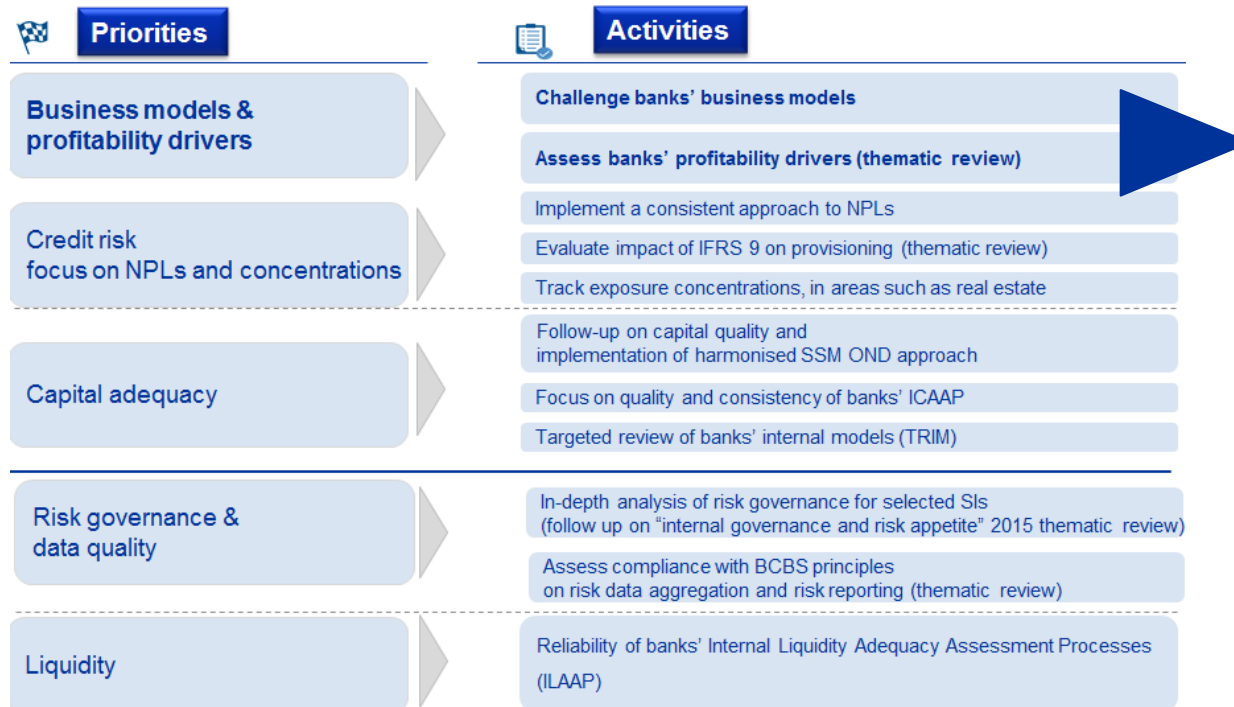 Priorities
Activities
Business models &
profitability drivers
Challenge banks’ business models
Assess banks’ profitability drivers (thematic review)
Credit risk
focus on NPLs and concentrations
Implement a consistent approach to NPLs
Evaluate impact of IFRS 9 on provisioning (thematic review)
Track exposure concentrations, in areas such as real estate
Capital adequacy
Follow-up on capital quality and
implementation of harmonised SSM OND approach
Focus on quality and consistency of banks’ ICAAP
Targeted review of banks’ internal models (TRIM)
Risk governance &
data quality
In-depth analysis of risk governance for selected SIs
(follow up on “internal governance and risk appetite” 2015 thematic review)
Assess compliance with BCBS principles
on risk data aggregation and risk reporting (thematic review)
Liquidity
Reliability of banks’ Internal Liquidity Adequacy Assessment Processes
(ILAAP)